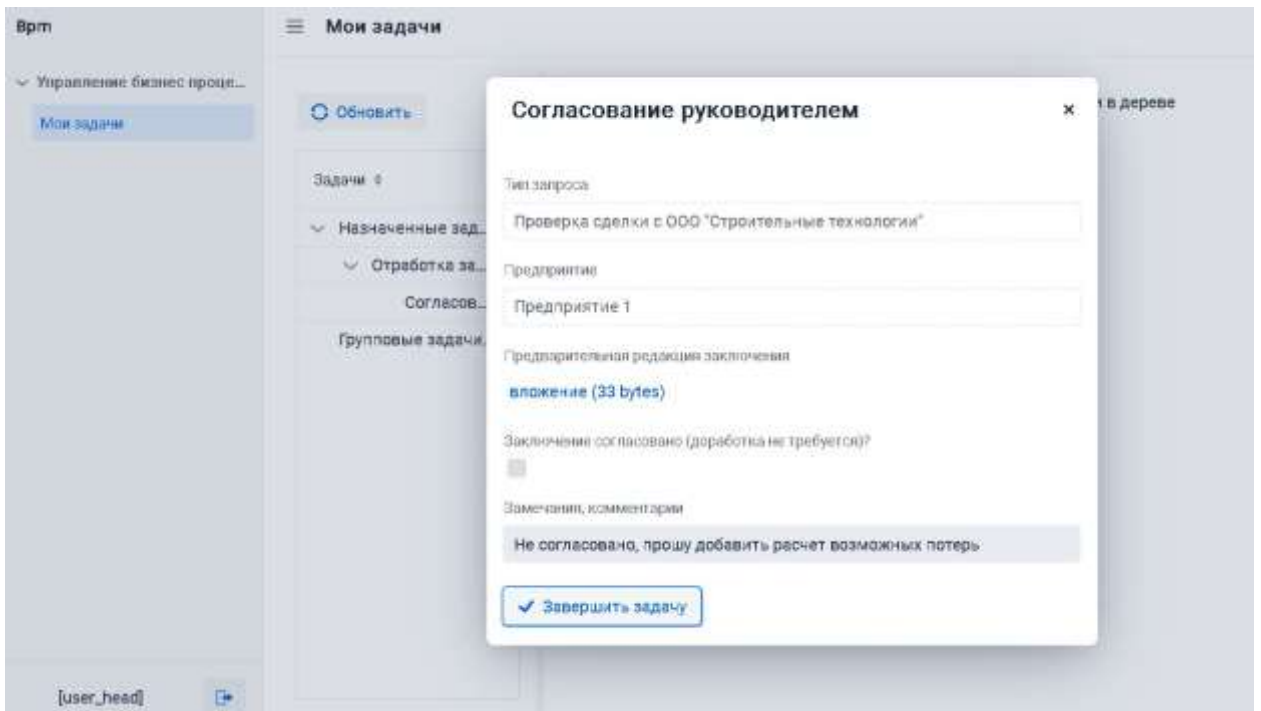 Bpm
Мои задачи
Управление бизнес проце...
Мои задачи
Обновить
в дереве
Задачи
Назначенные зад...
Отработка за...
Согласов...
Групповые задачи.
Согласование руководителем
Тип запроса
Проверка сделки с ООО "Строительные технологии"
Предприятие
Предприятие 1
Предварительная редакция заключения
вложение (33 bytes)
Заключение согласовано (доработка не требуется)?
Замечания, комментарии
Не согласовано, прошу добавить расчет возможных потерь
Завершить задачу
[user_head]